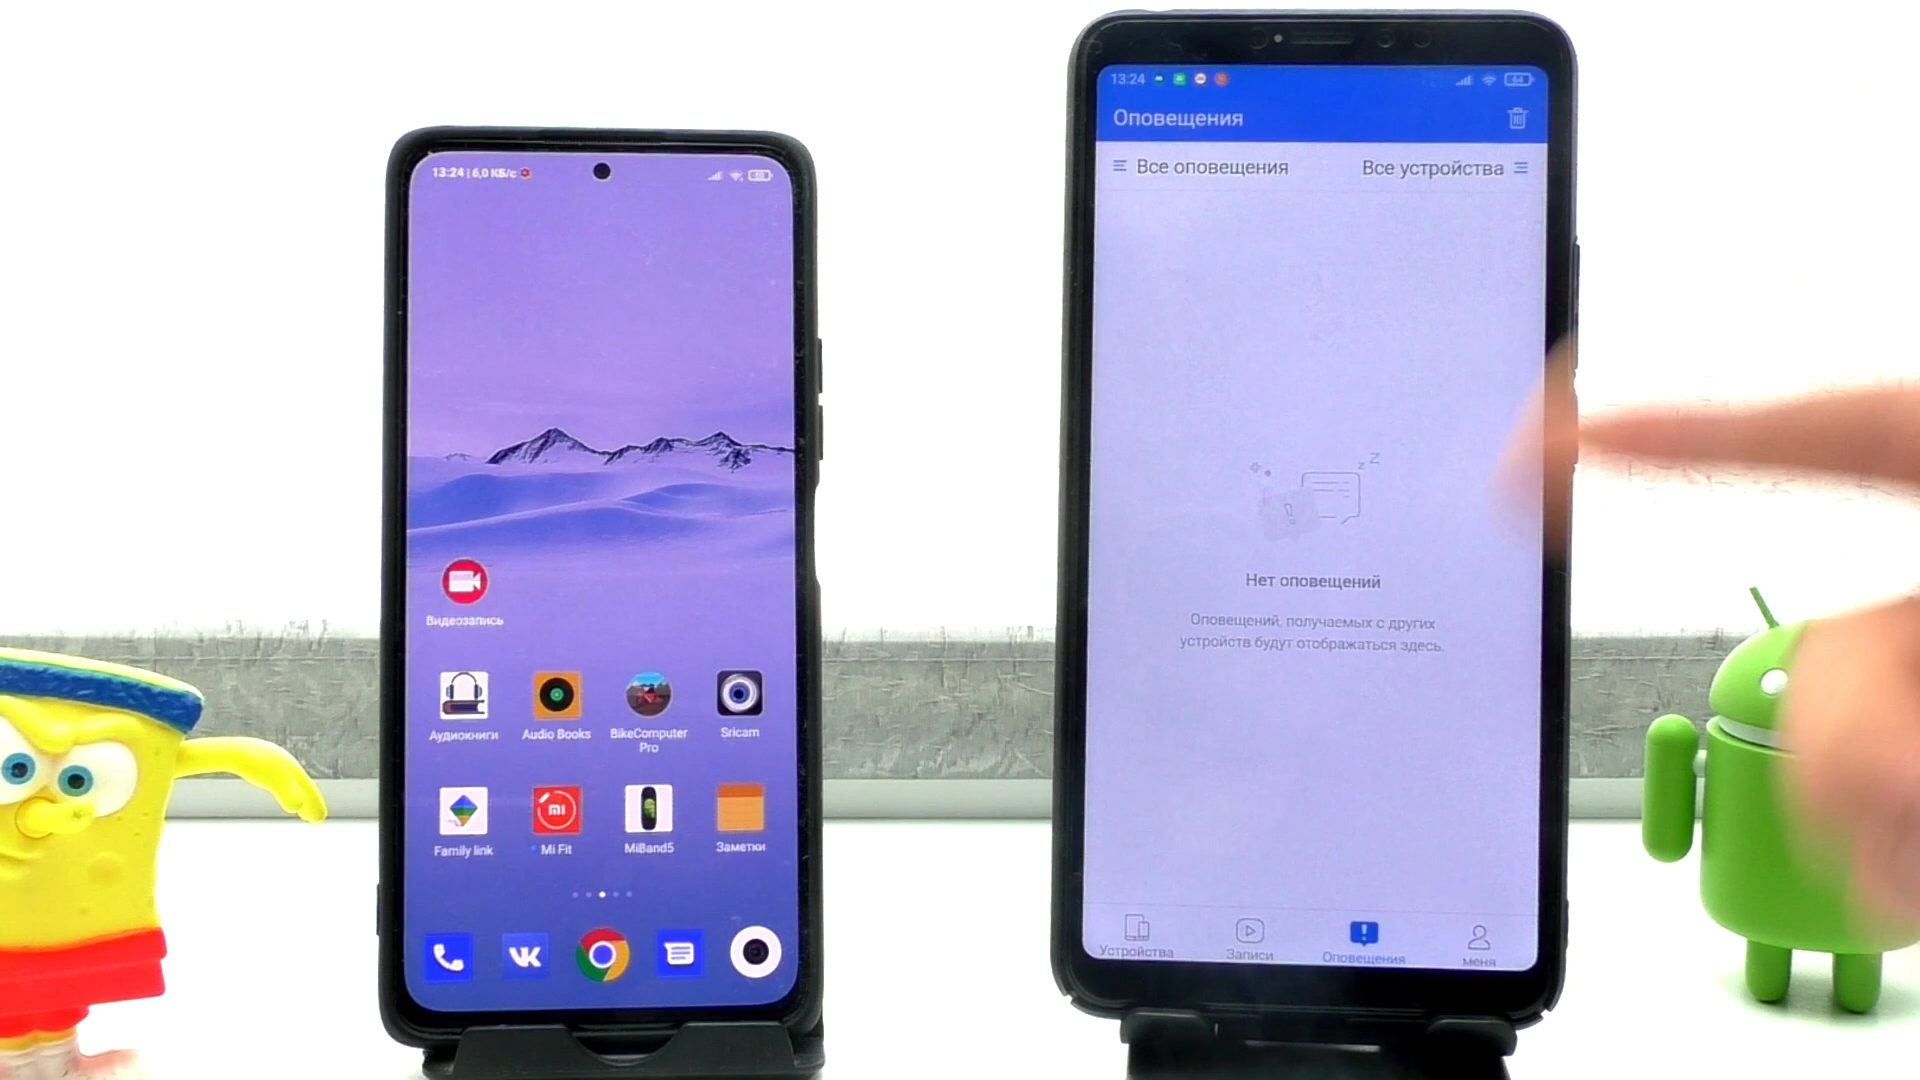 13:24 | 6,0 КБ/с
Видеозапись
Аудиокниги
Audio Books
BikeComputer
Pro
Sricam
Family link
Mi Fit
MiBand5
Заметки
13:24
64
Оповещения
Все оповещения
Все устройства
Нет оповещений
Оповещений, получаемых с других
устройств будут отображаться здесь.
Устройства
Записи
Оповещения
меня